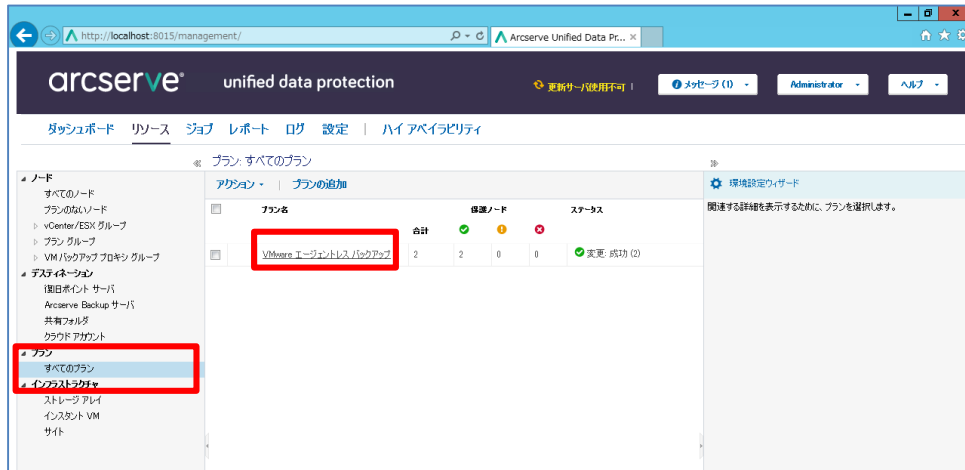 http://localhost:8015/management/
Arcserve Unified Data Pr... ×
arcserve® unified data protection
更新サーバ使用不可 |
メッセージ (1)
Administrator
ヘルプ
ダッシュボード リソース ジョブ レポート ログ 設定 | ハイ アベイラビリティ
プラン: すべてのプラン
ノード
すべてのノード
プランのないノード
vCenter/ESX グループ
プラン グループ
VM バックアップ プロキシ グループ
デスティネーション
復旧ポイント サーバ
Arcserve Backup サーバ
共有フォルダ
クラウド アカウント
プラン
すべてのプラン
インフラストラクチャ
ストレージ アレイ
インスタント VM
サイト
アクション | プランの追加
プラン名 保護ノード ステータス
合計
VMware エージェントレス バックアップ 2 2 0 0 変更: 成功 (2)
環境設定ウィザード
関連する詳細を表示するために、プランを選択します。